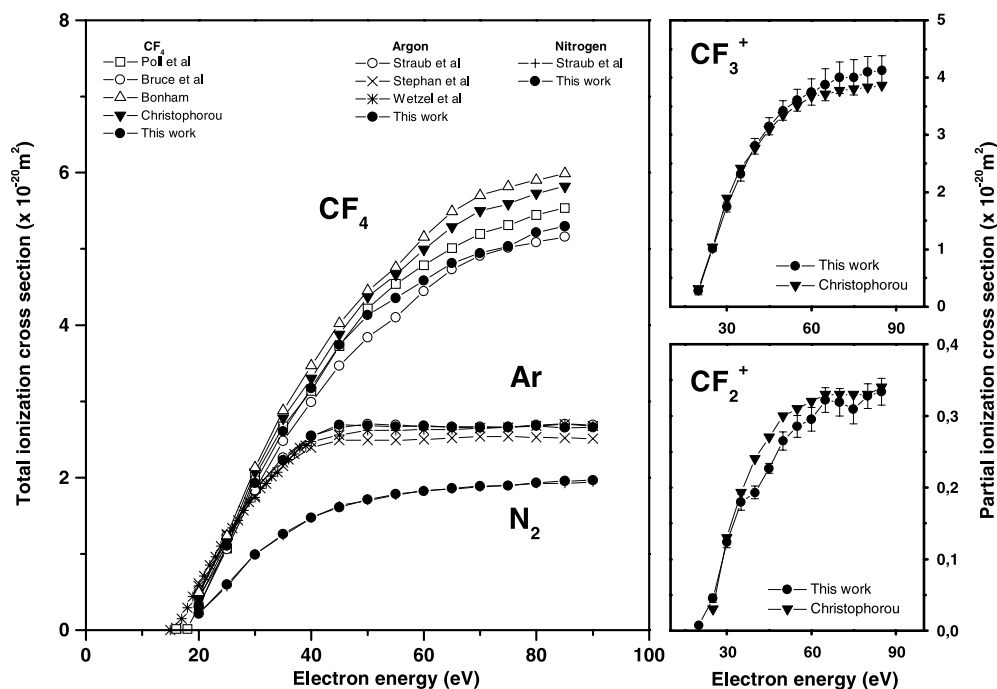 CF4
Poll et al
Bruce et al
Bonham
Christophorou
This work
Argon
Straub et al
Stephan et al
Wetzel et al
This work
Nitrogen
Straub et al
This work
CF4
Ar
N2
8
6
4
2
0
0 20 40 60 80 100
Total ionization cross section (x 10-20m2)
Electron energy (eV)
CF3+
This work
Christophorou
5
4
3
2
1
0
30 60 90
CF2+
This work
Christophorou
0,4
0,3
0,2
0,1
0,0
30 60 90
Electron energy (eV)
Partial ionization cross section (x 10-20m2)